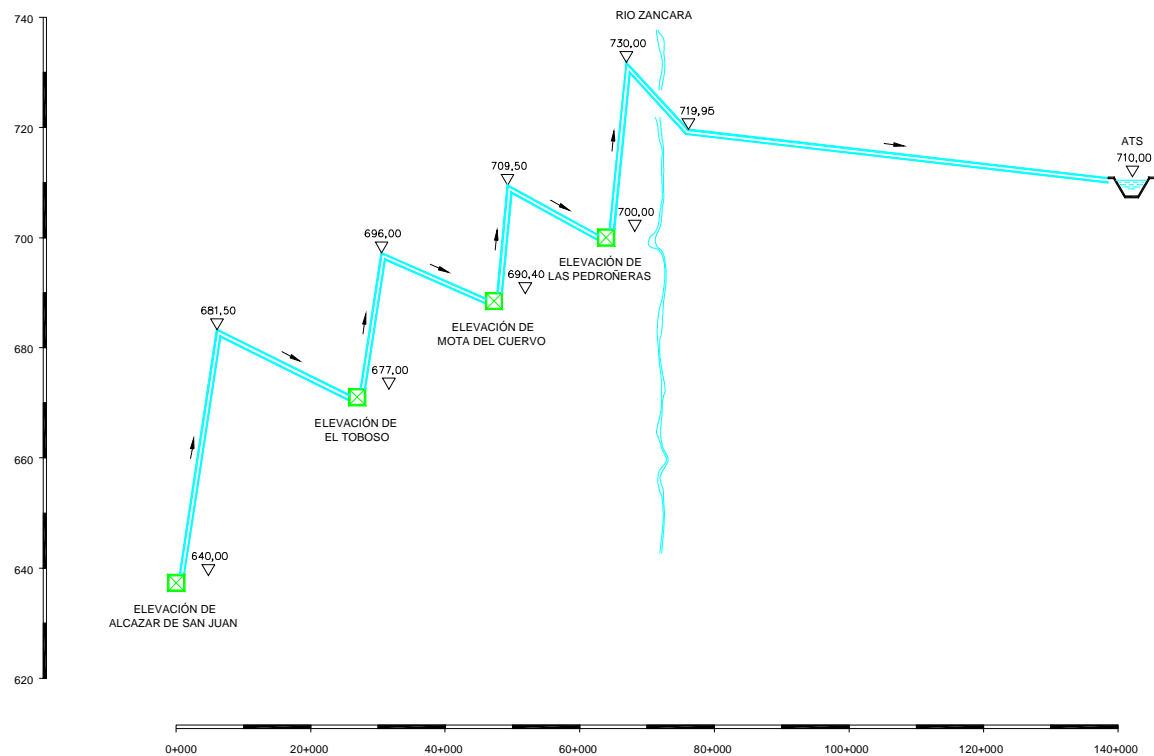 740
RIO ZANCARA
730,00
720
719,95
ATS
710,00
709,50
700
700,00
696,00
ELEVACIÓN DE
LAS PEDROÑERAS
690,40
ELEVACIÓN DE
MOTA DEL CUERVO
681,50
680
677,00
ELEVACIÓN DE
EL TOBOSO
660
640
640,00
ELEVACIÓN DE
ALCAZAR DE SAN JUAN
620
0+000
20+000
40+000
60+000
80+000
100+000
120+000
140+000